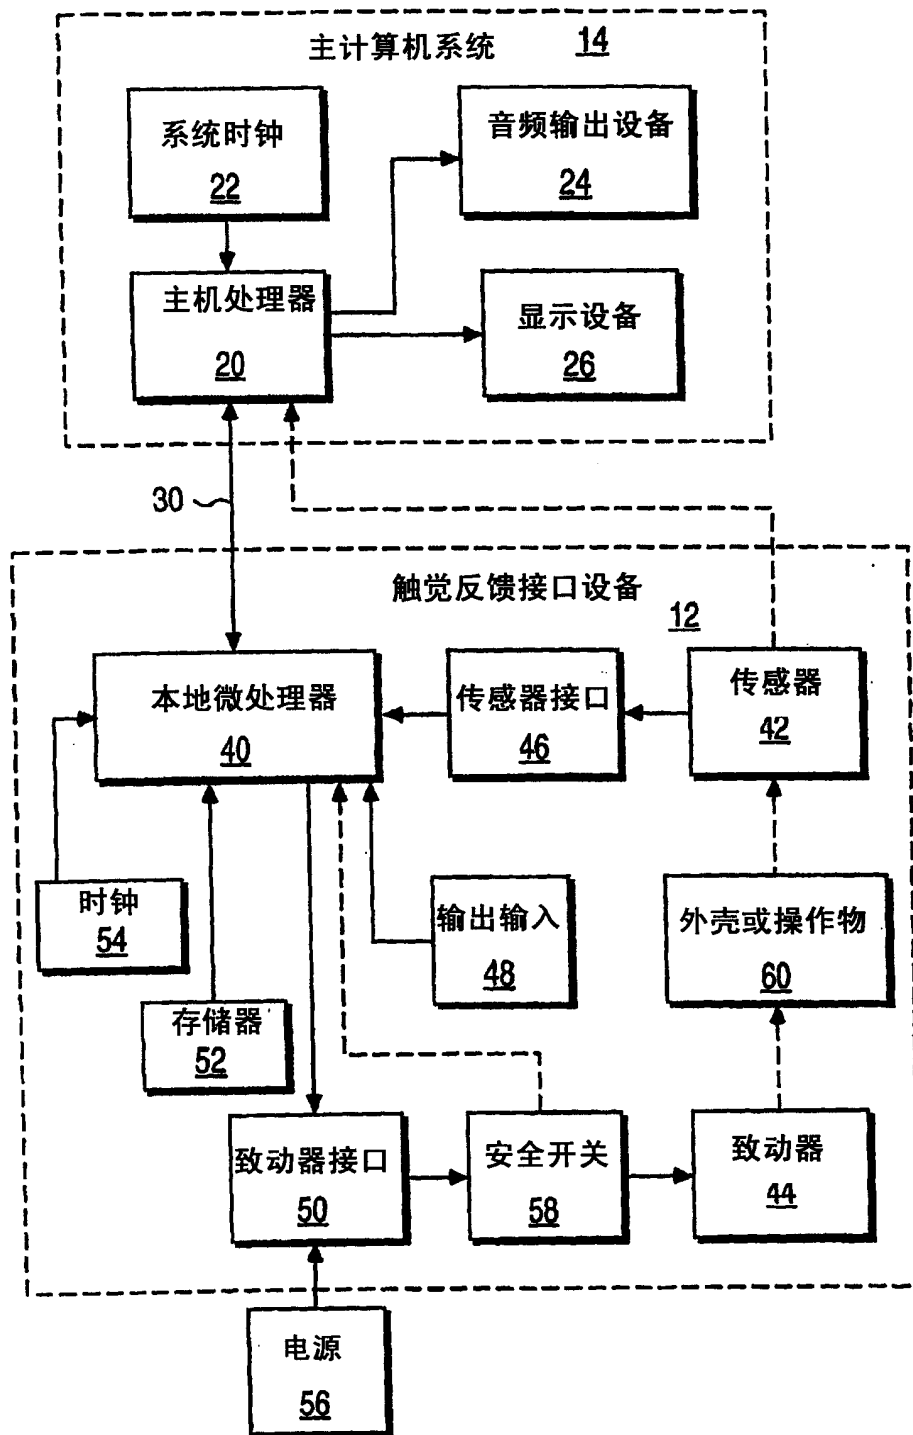 主计算机系统 14
系统时钟
22
音频输出设备
24
主机处理器
20
显示设备
26
30
触觉反馈接口设备
12
本地微处理器
40
传感器接口
46
传感器
42
时钟
54
输出输入
48
外壳或操作物
60
存储器
52
致动器接口
50
安全开关
58
致动器
44
电源
56